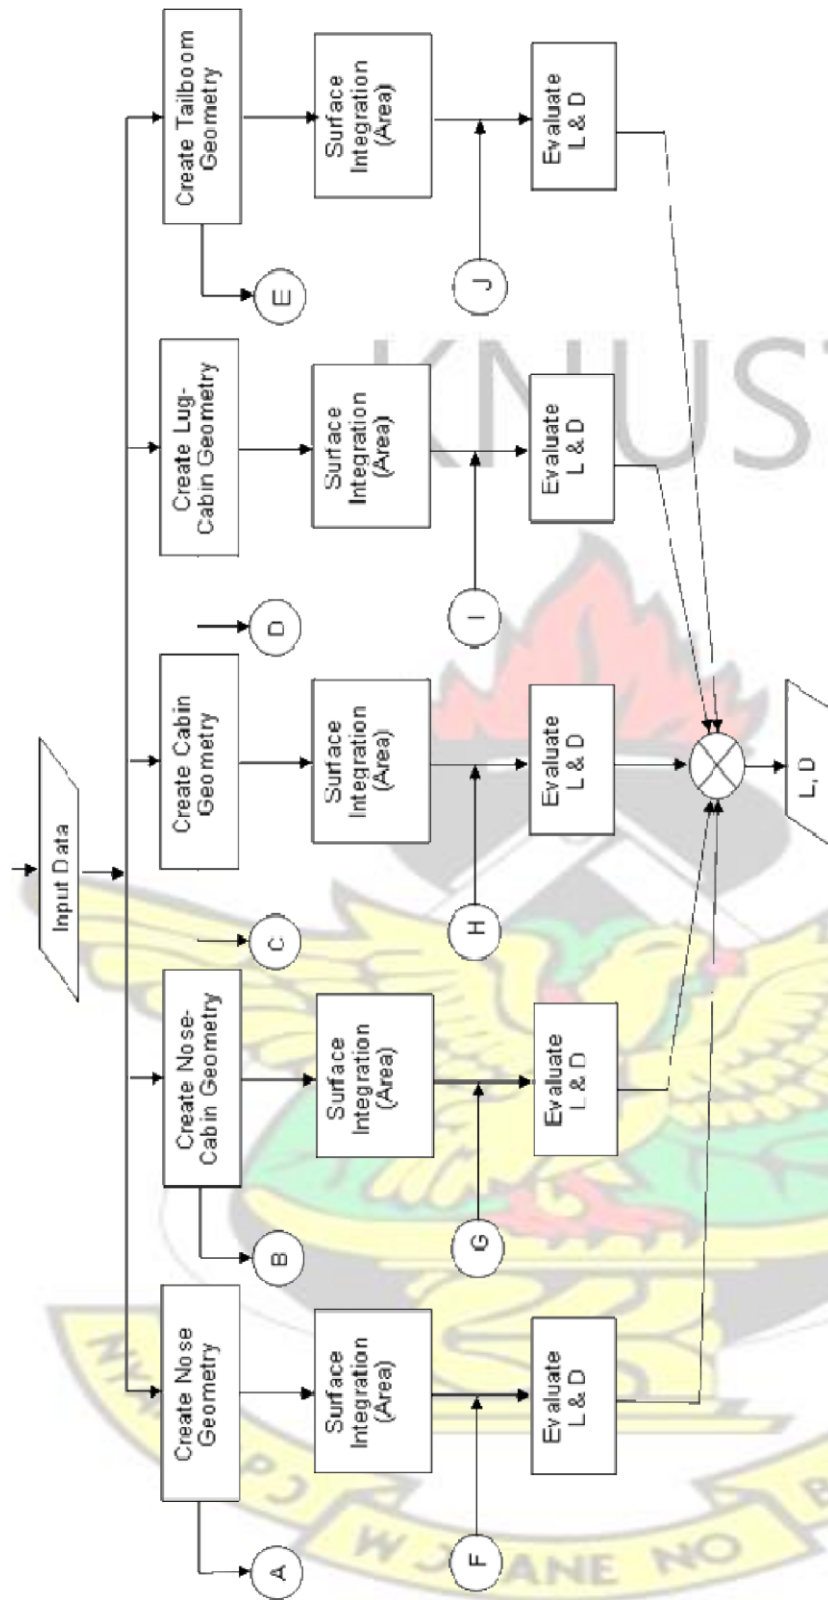 Input Data
Create Nose
Geometry
Create Nose-
Cabin Geometry
Create Cabin
Geometry
Create Lug-
Cabin Geometry
Create Tailboom
Geometry
A
B
C
D
E
Surface
Integration
(Area)
Surface
Integration
(Area)
Surface
Integration
(Area)
Surface
Integration
(Area)
Surface
Integration
(Area)
F
G
H
I
J
Evaluate
L & D
Evaluate
L & D
Evaluate
L & D
Evaluate
L & D
Evaluate
L & D
L, D
KNUST
NO